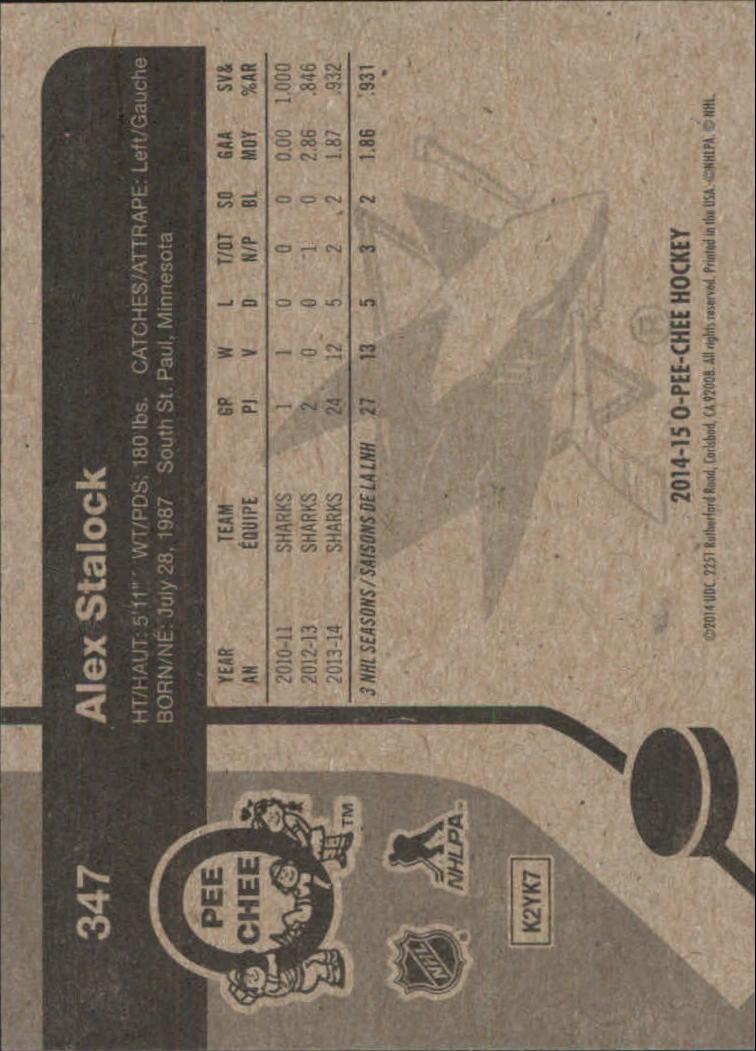 347 Alex Stalock
HT/HAUT: 5'11" WT/PDS: 180 lbs. CATCHES/ATTRAPE: Left/Gauche
BORN/NÉ: July 28, 1987 South St. Paul, Minnesota
YEAR TEAM GP W L T/OT SO GAA SV&
AN ÉQUIPE PJ V D N/P BL MOY %AR
2010-11 SHARKS 1 1 0 0 0 0.00 1.000
2012-13 SHARKS 2 0 0 1 0 2.86 .846
2013-14 SHARKS 24 12 5 2 2 1.87 .932
3 NHL SEASONS/SAISONS DE LA LNH 27 13 5 3 2 1.86 .931
O
PEE
CHEE
TM
NHL
®
NHLPA™
K2YK7
®
2014-15 O-PEE-CHEE HOCKEY
©2014 UDC. 2251 Rutherford Road, Carlsbad, CA 92008. All rights reserved. Printed in the USA. ©NHLPA. © NHL.